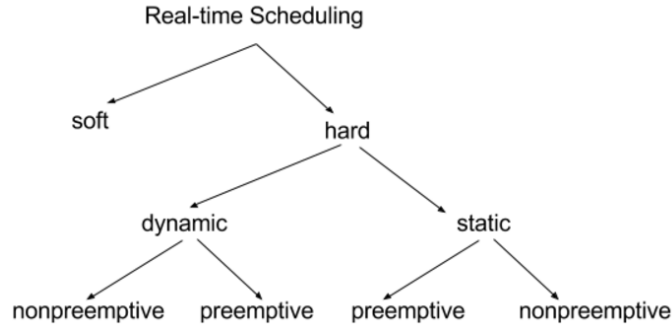 Real-time Scheduling
soft
hard
dynamic
static
nonpreemptive
preemptive
preemptive
nonpreemptive